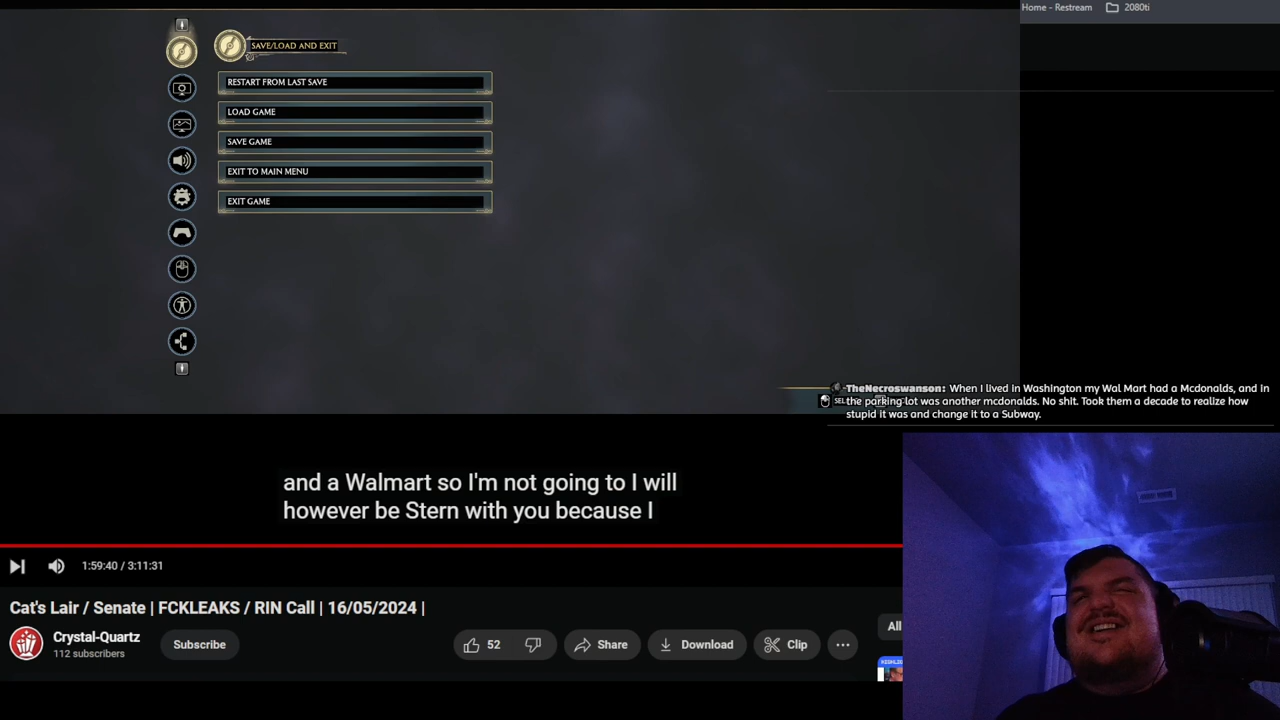 Home - Restream
2080ti
SAVE/LOAD AND EXIT
RESTART FROM LAST SAVE
LOAD GAME
SAVE GAME
EXIT TO MAIN MENU
EXIT GAME
TheNecroswanson: When I lived in Washington my Wal Mart had a Mcdonalds, and in
the parking lot was another mcdonalds. No shit. Took them a decade to realize how
stupid it was and change it to a Subway.
and a Walmart so I'm not going to I will
however be Stern with you because I
1:59:40 / 3:11:31
Cat's Lair / Senate | FCKLEAKS / RIN Call | 16/05/2024 |
All
Crystal-Quartz
112 subscribers
Subscribe
52
Share
Download
Clip